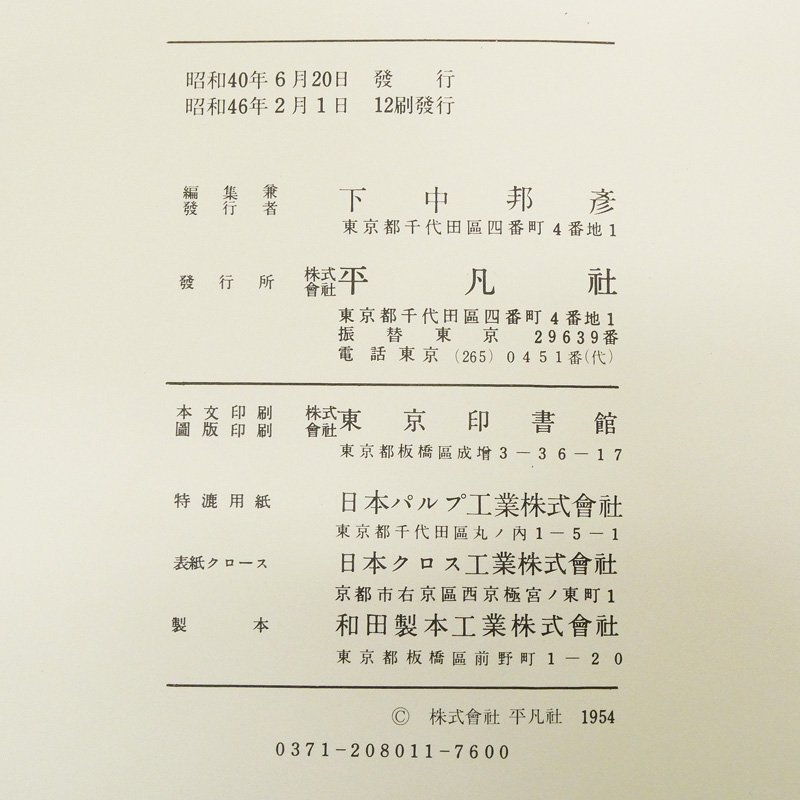 昭和40年6月20日 發行
昭和46年2月1日 12刷發行
編集兼
發行者 下中邦彥
東京都千代田區四番町4番地1
發行所 株式會社 平凡社
東京都千代田區四番町4番地1
振替東京 29639番
電話東京(265)0451番(代)
本文印刷
圖版印刷 株式會社 東京印書館
東京都板橋區成增3-36-17
特漉用紙 日本パルプ工業株式會社
東京都千代田區丸ノ內1-5-1
表紙クロース 日本クロス工業株式會社
京都市右京區西京極宮ノ東町1
製本 和田製本工業株式會社
東京都板橋區前野町1-20
© 株式會社 平凡社 1954
0371-208011-7600